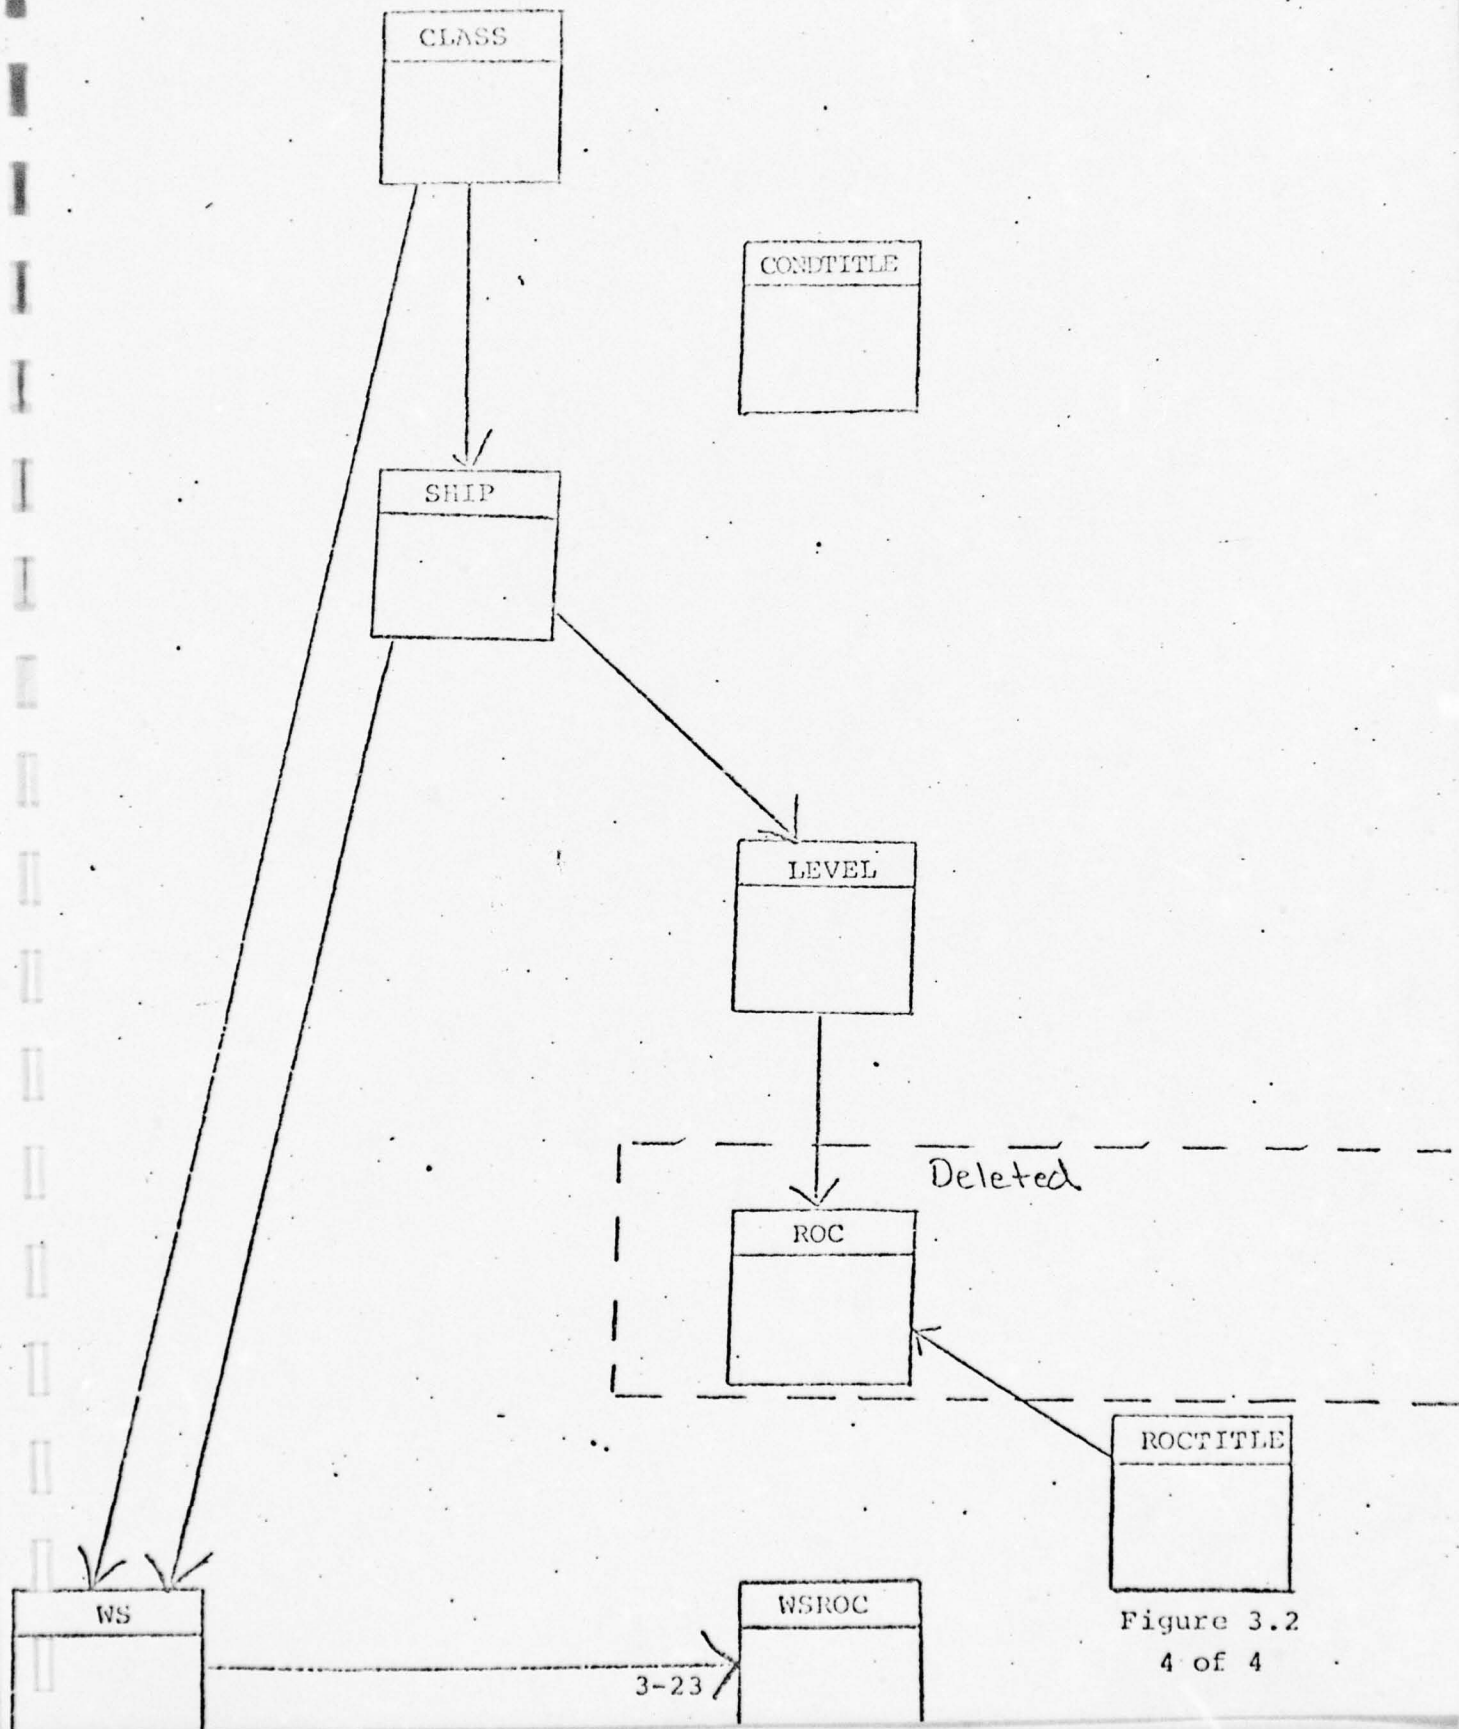 CLASS
CONDTITLE
SHIP
LEVEL
Deleted
ROC
ROCTITLE
WS
WSROC
Figure 3.2
4 of 4
3-23